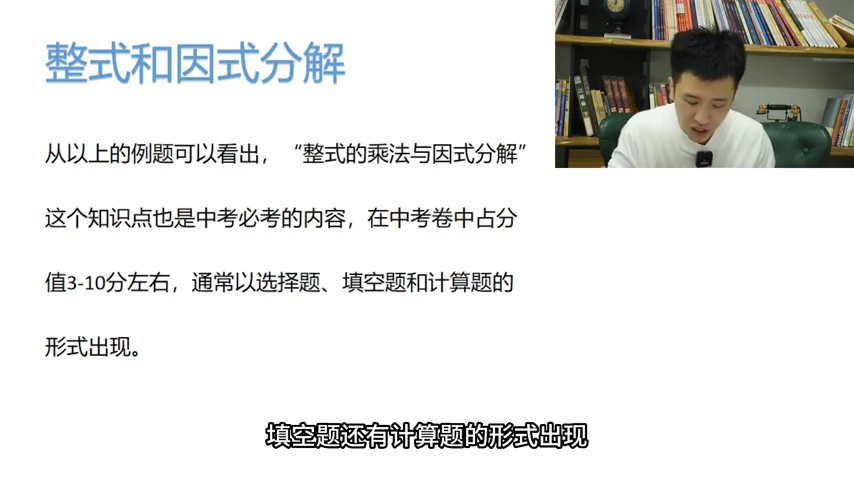 整式和因式分解
从以上的例题可以看出，“整式的乘法与因式分解”
这个知识点也是中考必考的内容，在中考卷中占分
值3-10分左右，通常以选择题、填空题和计算题的
形式出现。
填空题还有计算题的形式出现